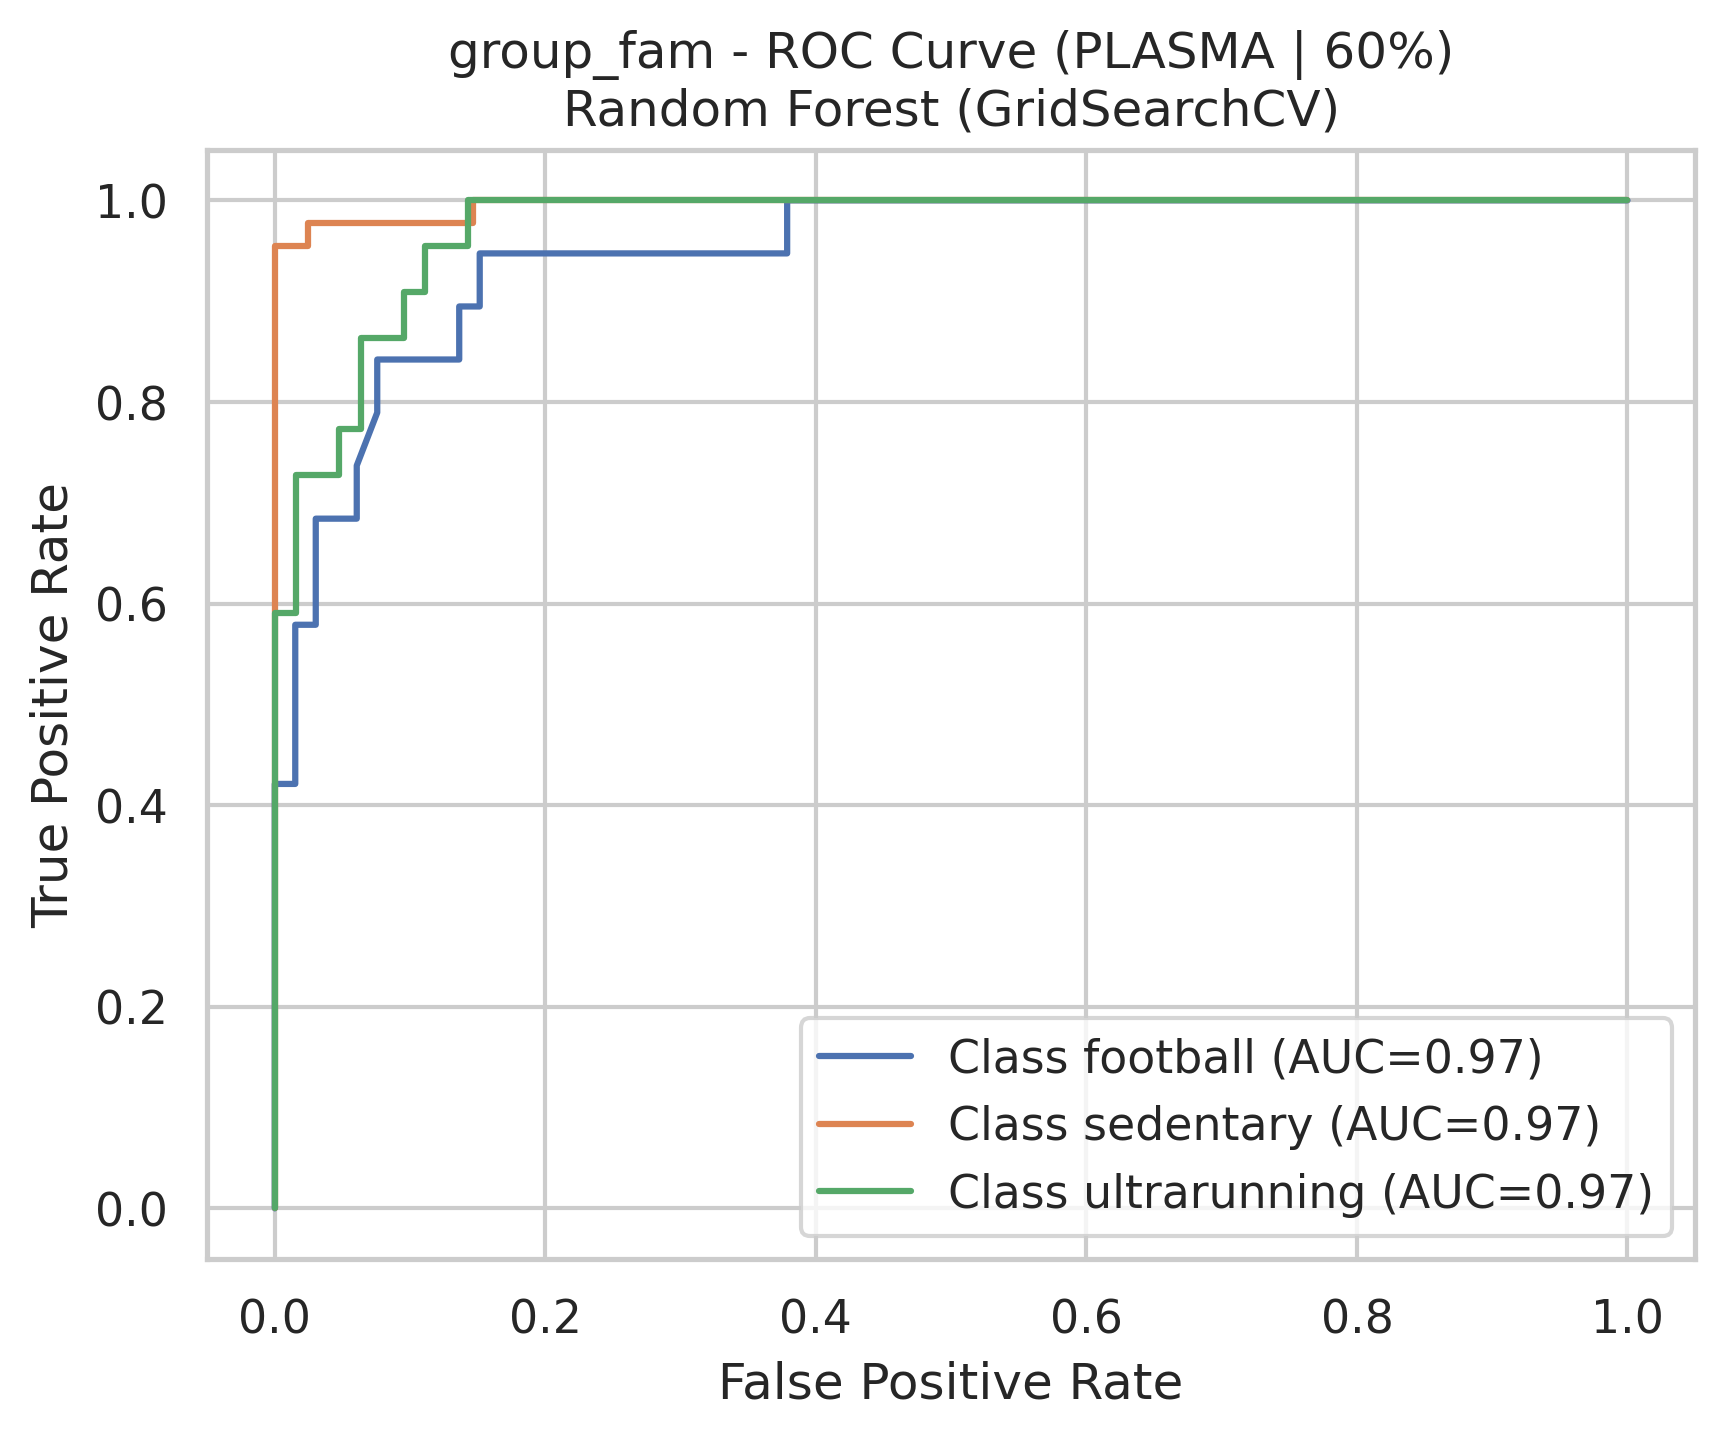 group_fam - ROC Curve (PLASMA | 60%)
Random Forest (GridSearchCV)
True Positive Rate
1.0
0.8
0.6
0.4
0.2
0.0
Class football (AUC=0.97)
Class sedentary (AUC=0.97)
Class ultrarunning (AUC=0.97)
0.0 0.2 0.4 0.6 0.8 1.0
False Positive Rate